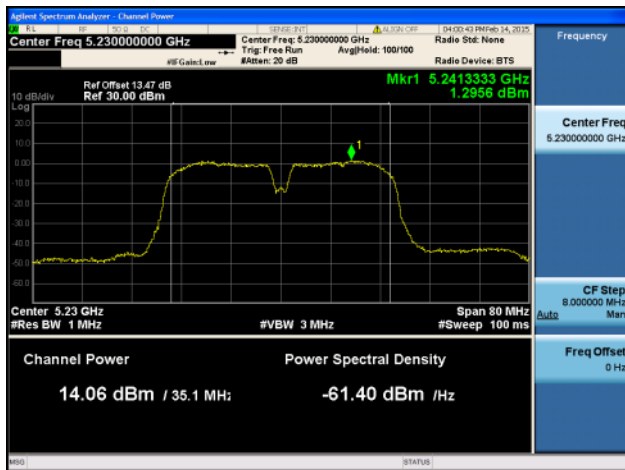 Agilent Spectrum Analyzer - Channel Power
RL RF 50 Ω DC SENSE:INT ALIGN OFF 04:00:43 PM Feb 14, 2015
Center Freq 5.230000000 GHz Center Freq: 5.230000000 GHz Radio Std: None
Trig: Free Run Avg|Hold: 100/100
#IFGain:Low #Atten: 20 dB Radio Device: BTS
Mkr1 5.2413333 GHz
1.2956 dBm
Ref Offset 13.47 dB
10 dB/div Ref 30.00 dBm
Log
20.0
10.0
0.00
1
-10.0
-20.0
-30.0
-40.0
-50.0
-60.0
Center 5.23 GHz Span 80 MHz
#Res BW 1 MHz #VBW 3 MHz #Sweep 100 ms
Channel Power Power Spectral Density
14.06 dBm / 35.1 MHz -61.40 dBm /Hz
MSG STATUS
Frequency
Center Freq
5.230000000 GHz
CF Step
8.000000 MHz
Auto Man
Freq Offset
0 Hz